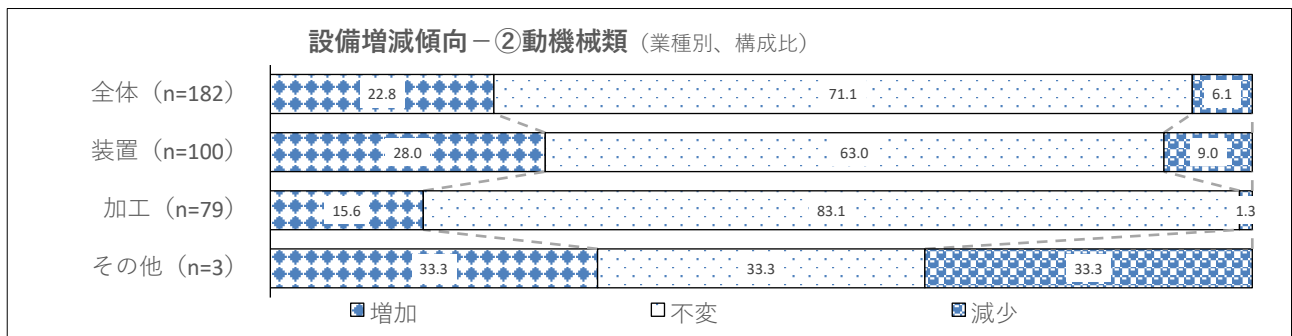 設備増減傾向－②動機械類（業種別、構成比）
全体（n=182） 22.8 71.1 6.1
装置（n=100） 28.0 63.0 9.0
加工（n=79） 15.6 83.1 1.3
その他（n=3） 33.3 33.3 33.3
増加 不変 減少